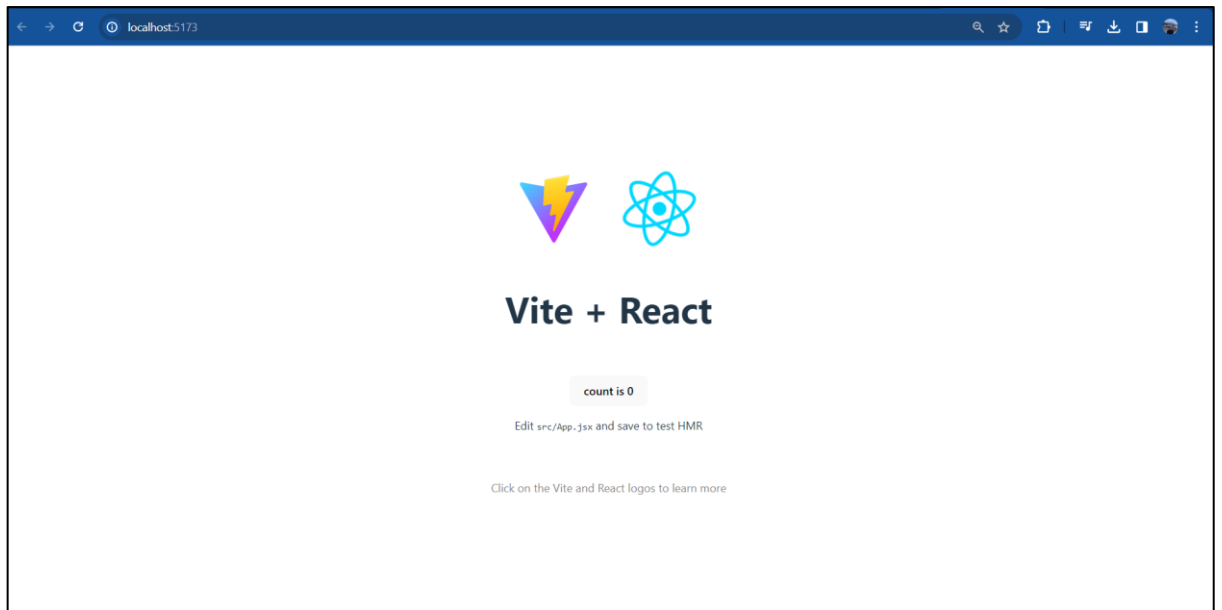 localhost:5173
Vite + React
count is 0
Edit src/App.jsx and save to test HMR
Click on the Vite and React logos to learn more